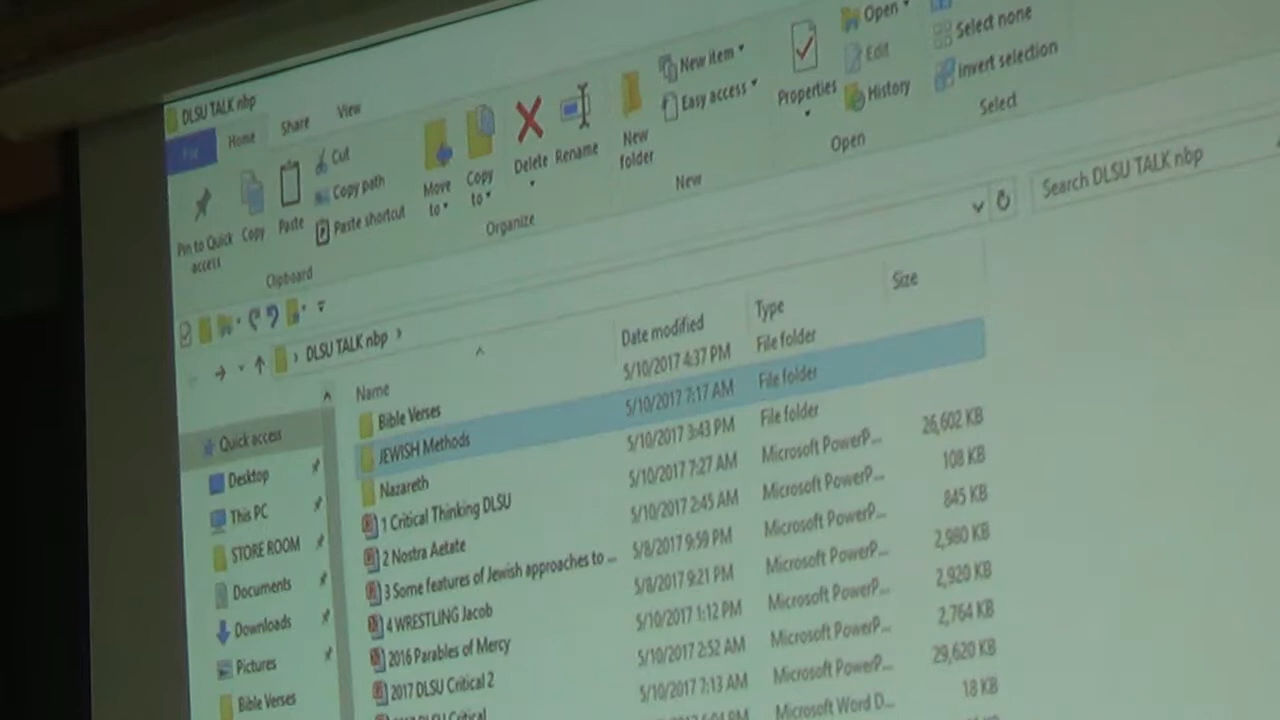 DLSU TALK nbp
Home Share View
Pin to Quick access
Copy
Paste
Cut
Copy path
Paste shortcut
Clipboard
Move to
Copy to
Delete
Rename
Organize
New folder
New item
Easy access
New
Properties
Open
Edit
History
Open
Select none
Invert selection
Select
DLSU TALK nbp
Search DLSU TALK nbp
Quick access
Desktop
This PC
STORE ROOM
Documents
Downloads
Pictures
Bible Verses
Name Date modified Type Size
Bible Verses 5/10/2017 4:37 PM File folder
JEWISH Methods 5/10/2017 7:17 AM File folder
Nazareth 5/10/2017 3:43 PM File folder
1 Critical Thinking DLSU 5/10/2017 7:27 AM Microsoft PowerP... 26,602 KB
2 Nostra Aetate 5/10/2017 2:45 AM Microsoft PowerP... 108 KB
3 Some features of Jewish approaches to ... 5/8/2017 9:59 PM Microsoft PowerP... 845 KB
4 WRESTLING Jacob 5/8/2017 9:21 PM Microsoft PowerP... 2,980 KB
2016 Parables of Mercy 5/10/2017 1:12 PM Microsoft PowerP... 2,920 KB
2017 DLSU Critical 2 5/10/2017 2:52 AM Microsoft PowerP... 2,764 KB
5/10/2017 7:13 AM Microsoft PowerP... 29,620 KB
Microsoft Word D... 18 KB